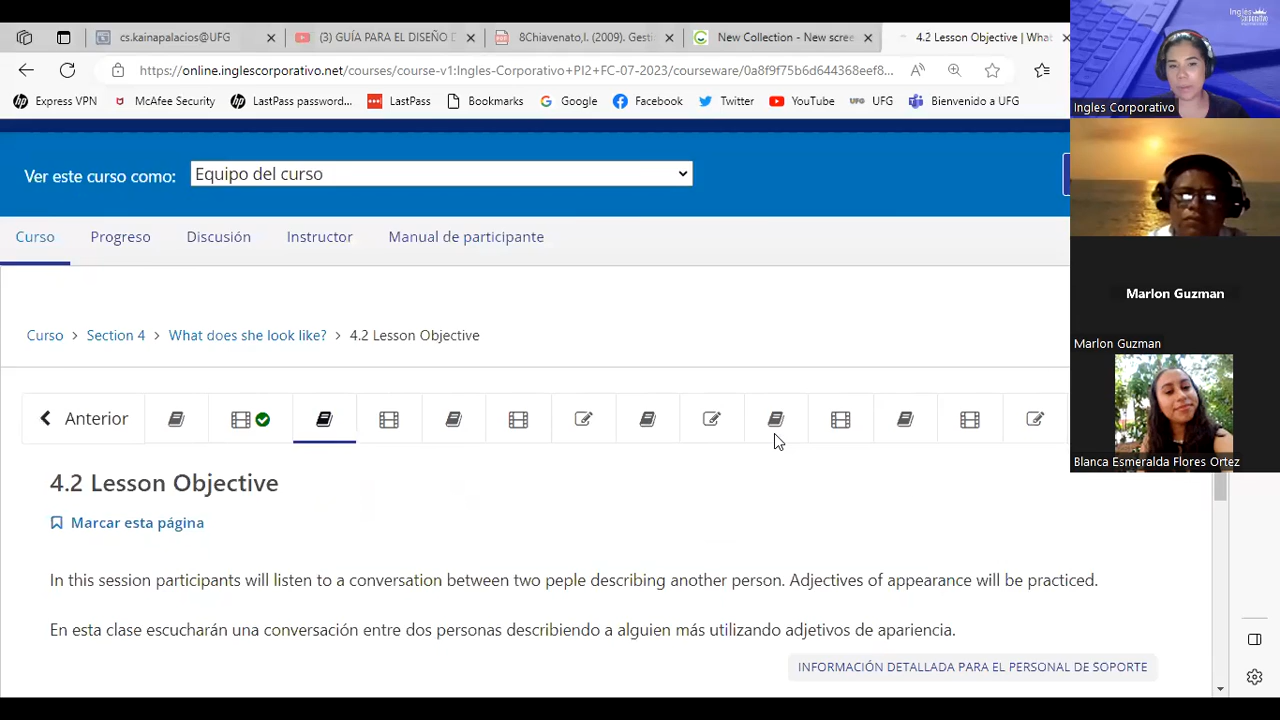 cs.kainapalacios@UFG
(3) GUÍA PARA EL DISEÑO E
8Chiavenato,I. (2009). Gesti
New Collection - New scree
4.2 Lesson Objective | What
https://online.inglescorporativo.net/courses/course-v1:Ingles-Corporativo+PI2+FC-07-2023/courseware/0a8f9f75b6d644368eef8...
Express VPN
McAfee Security
LastPass password...
LastPass
Bookmarks
Google
Facebook
Twitter
YouTube
UFG UFG
Bienvenido a UFG
Ver este curso como:
Equipo del curso
Curso
Progreso
Discusión
Instructor
Manual de participante
Curso > Section 4 > What does she look like? > 4.2 Lesson Objective
Anterior
4.2 Lesson Objective
Marcar esta página
In this session participants will listen to a conversation between two peple describing another person. Adjectives of appearance will be practiced.
En esta clase escucharán una conversación entre dos personas describiendo a alguien más utilizando adjetivos de apariencia.
INFORMACIÓN DETALLADA PARA EL PERSONAL DE SOPORTE
Ingles
Corporativo
Ingles Corporativo
Marlon Guzman
Marlon Guzman
Blanca Esmeralda Flores Ortez